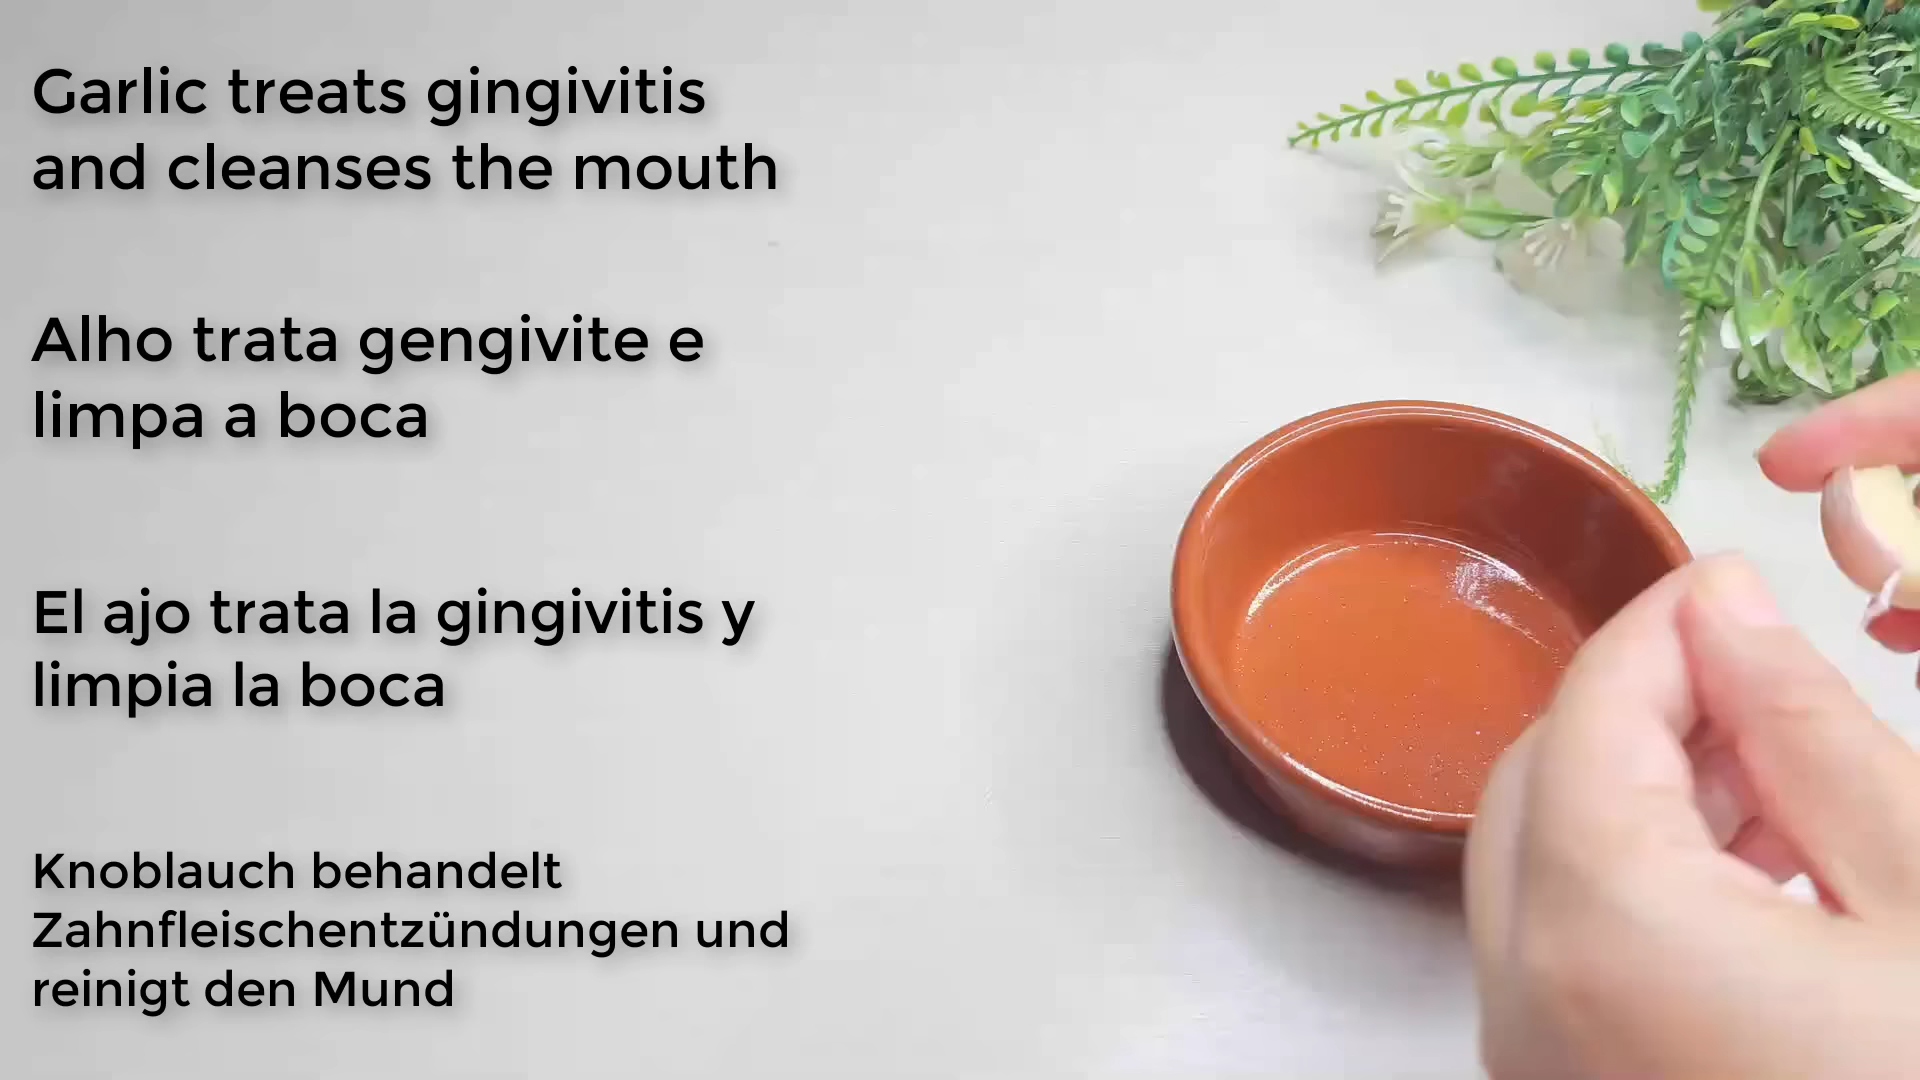 Garlic treats gingivitis
and cleanses the mouth
Alho trata gengivite e
limpa a boca
El ajo trata la gingivitis y
limpia la boca
Knoblauch behandelt
Zahnfleischentzündungen und
reinigt den Mund